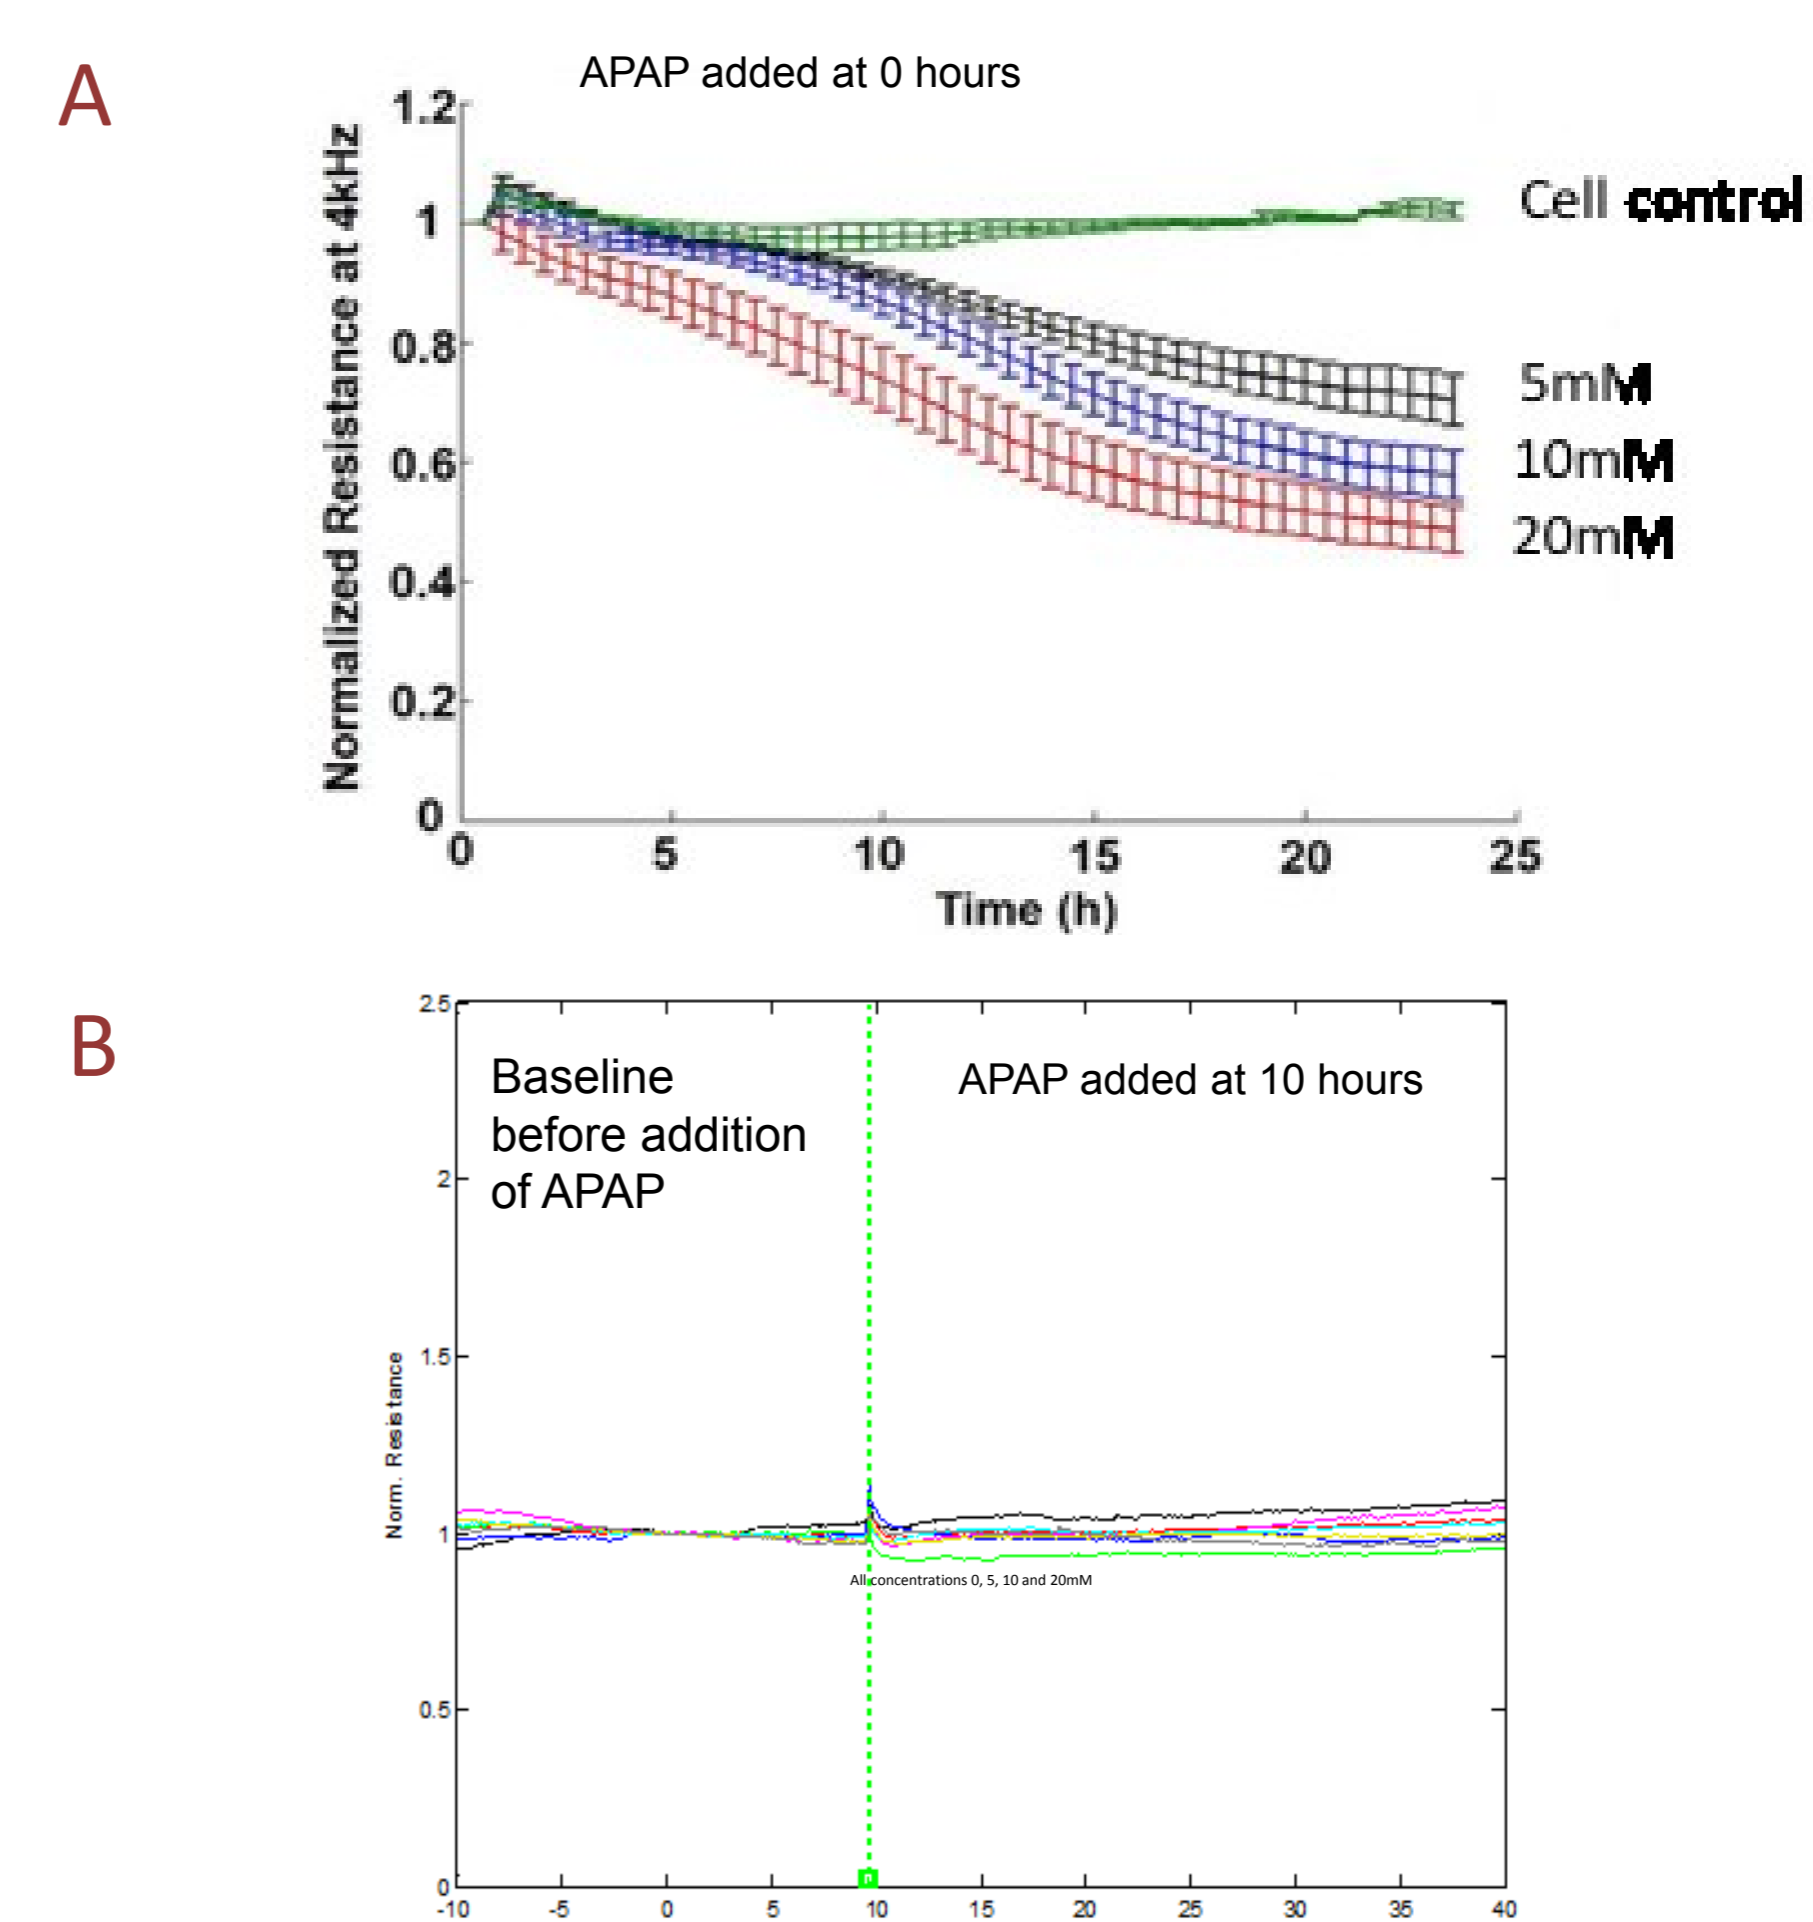 A
APAP added at 0 hours
1.2
1
0.8
0.6
0.4
0.2
0
Normalized Resistance at 4kHz
Cell control
5mM
10mM
20mM
0 5 10 15 20 25
Time (h)
B
2.5
2
1.5
1
0.5
0
Norm. Resistance
Baseline
before addition
of APAP
APAP added at 10 hours
All concentrations 0, 5, 10 and 20mM
-10 -5 0 5 10 15 20 25 30 35 40